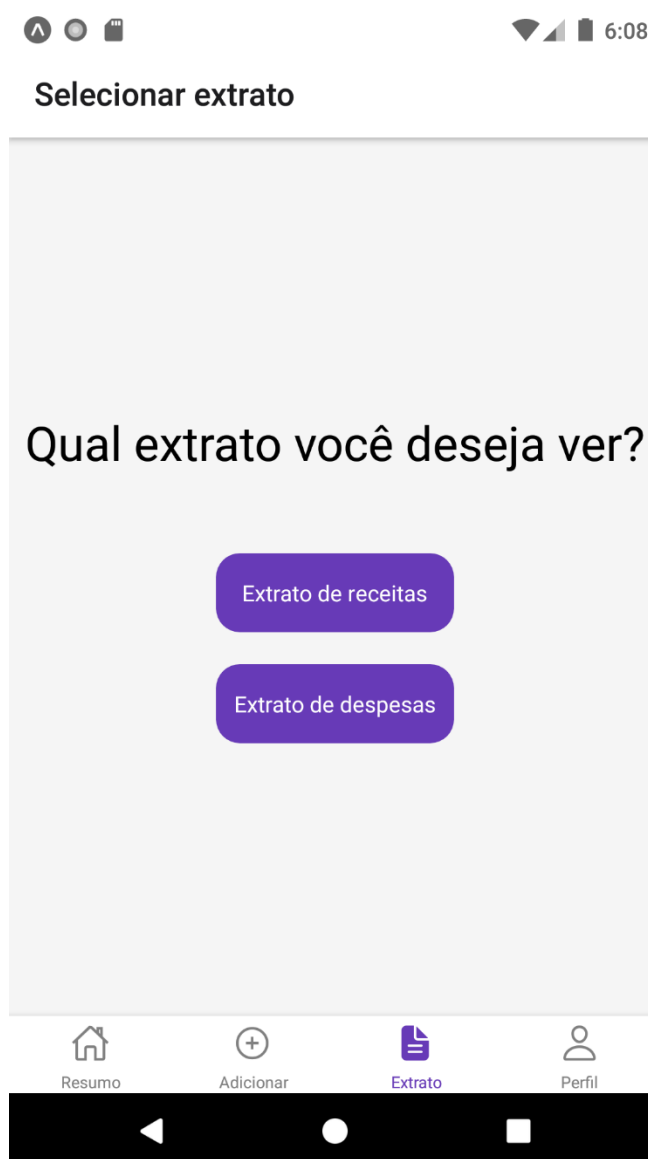 6:08
Selecionar extrato
Qual extrato você deseja ver?
Extrato de receitas
Extrato de despesas
Resumo
Adicionar
Extrato
Perfil